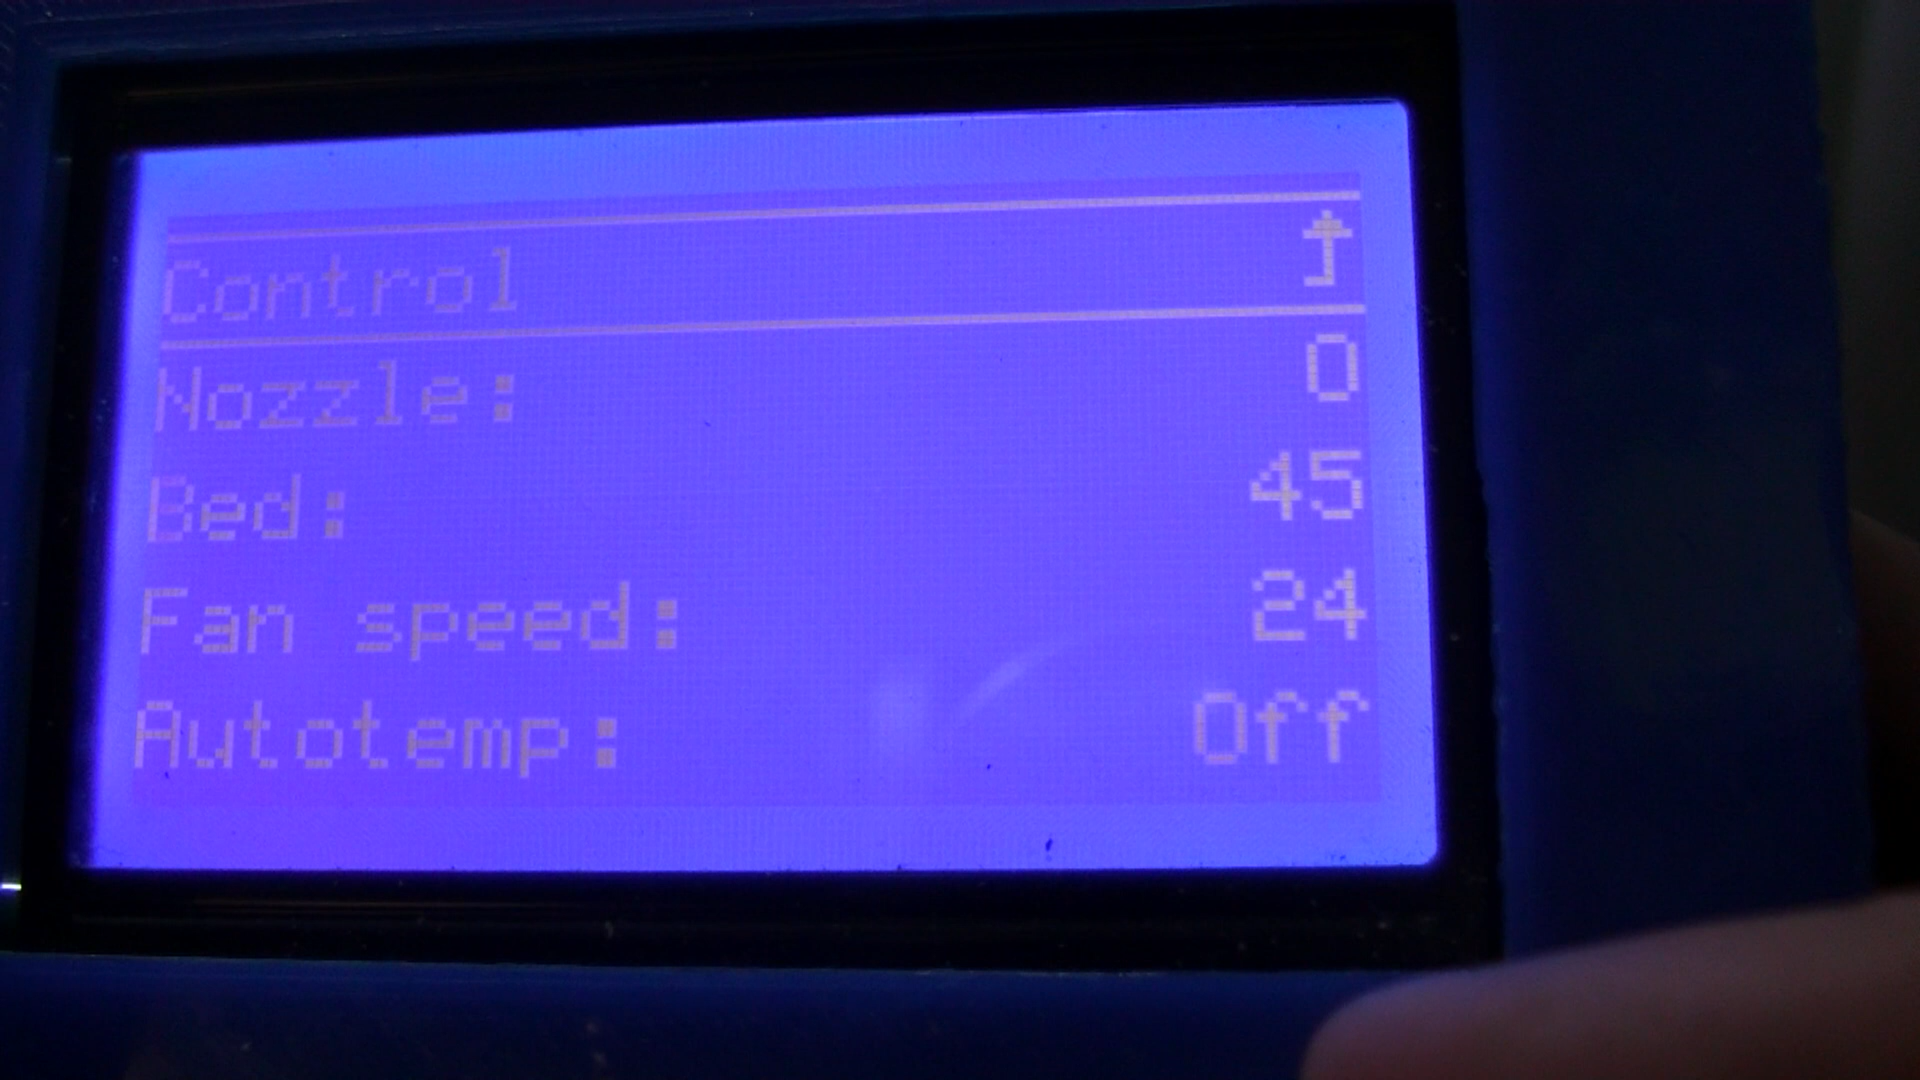 Control ⤴
Nozzle: 0
Bed: 45
Fan speed: 24
Autotemp: Off